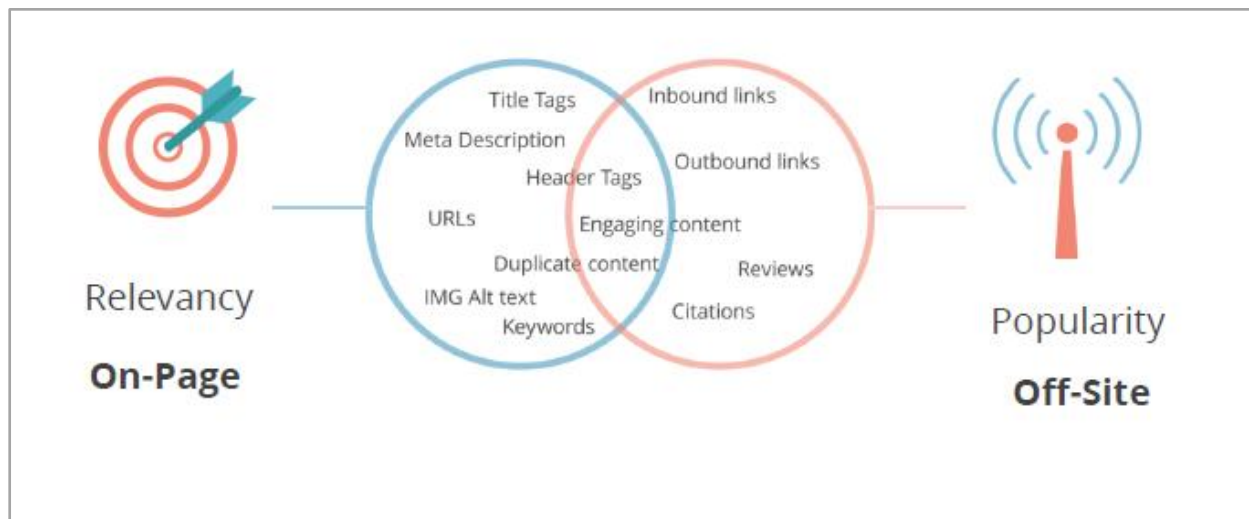 Title Tags
Inbound links
Meta Description
Outbound links
Header Tags
URLs
Engaging content
Duplicate content
Reviews
IMG Alt text
Citations
Keywords
Relevancy
On-Page
Popularity
Off-Site